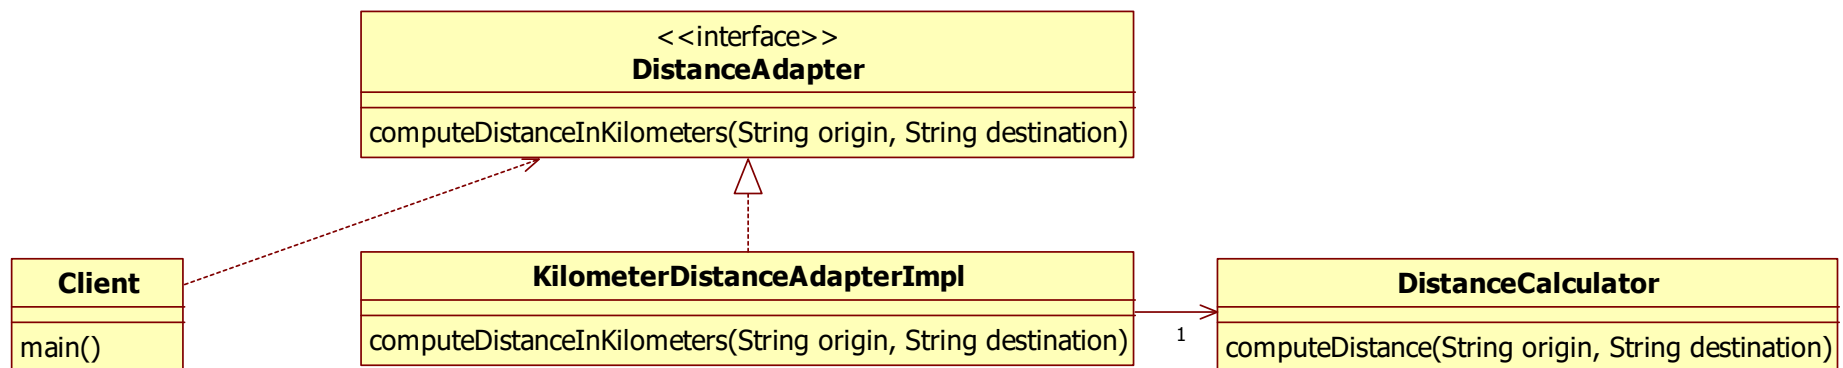 <<interface>>
DistanceAdapter
computeDistanceInKilometers(String origin, String destination)
Client
main()
KilometerDistanceAdapterImpl
computeDistanceInKilometers(String origin, String destination)
1
DistanceCalculator
computeDistance(String origin, String destination)